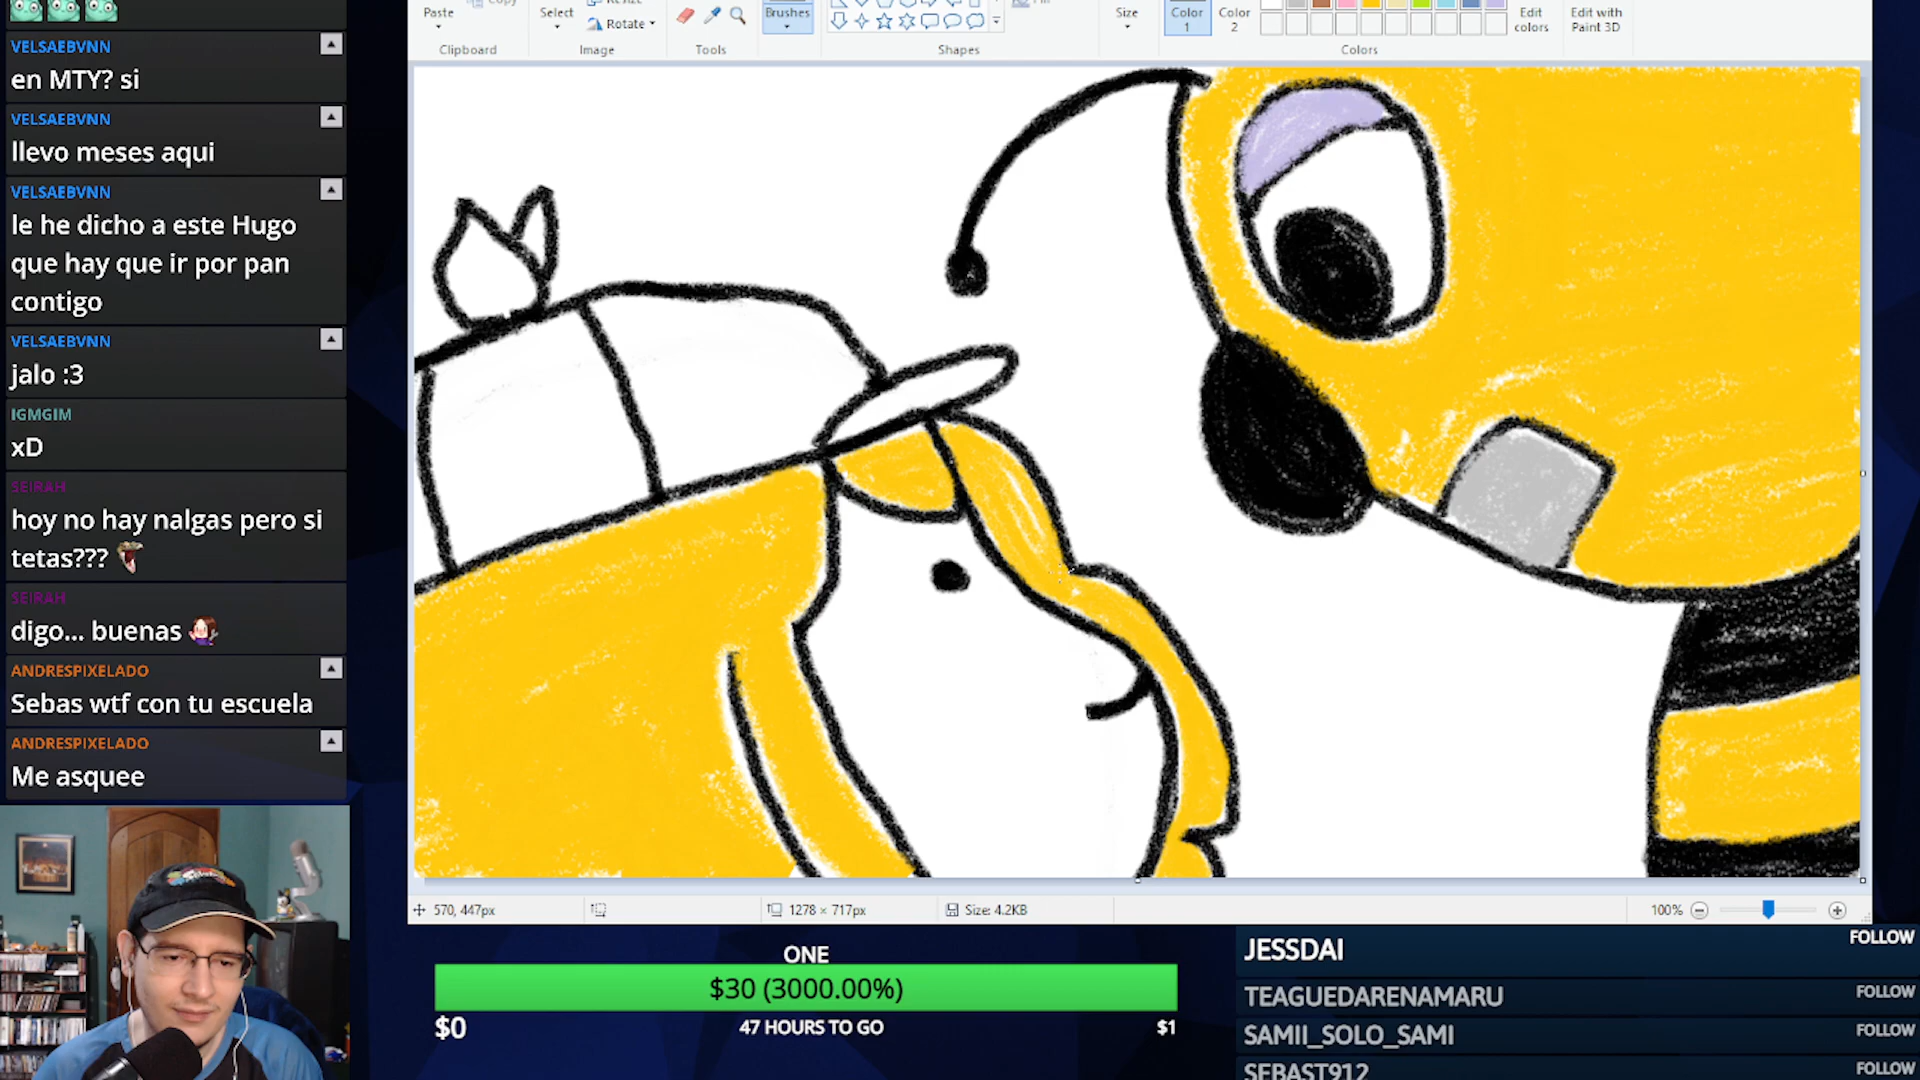 VELSAEBVNN
en MTY? si
VELSAEBVNN
llevo meses aqui
VELSAEBVNN
le he dicho a este Hugo
que hay que ir por pan
contigo
VELSAEBVNN
jalo :3
IGMGIM
xD
SEIRAH
hoy no hay nalgas pero si
tetas???
SEIRAH
digo... buenas
ANDRESPIXELADO
Sebas wtf con tu escuela
ANDRESPIXELADO
Me asquee
Paste
Copy
Clipboard
Select
Resize
Rotate
Image
Tools
Brushes
Shapes
Fill
Size
Color
1
Color
2
Colors
Edit
colors
Edit with
Paint 3D
570, 447px
1278 × 717px
Size: 4.2KB
100%
ONE
$30 (3000.00%)
$0
47 HOURS TO GO
$1
JESSDAI FOLLOW
TEAGUEDARENAMARU FOLLOW
SAMII_SOLO_SAMI FOLLOW
SEBAST912 FOLLOW